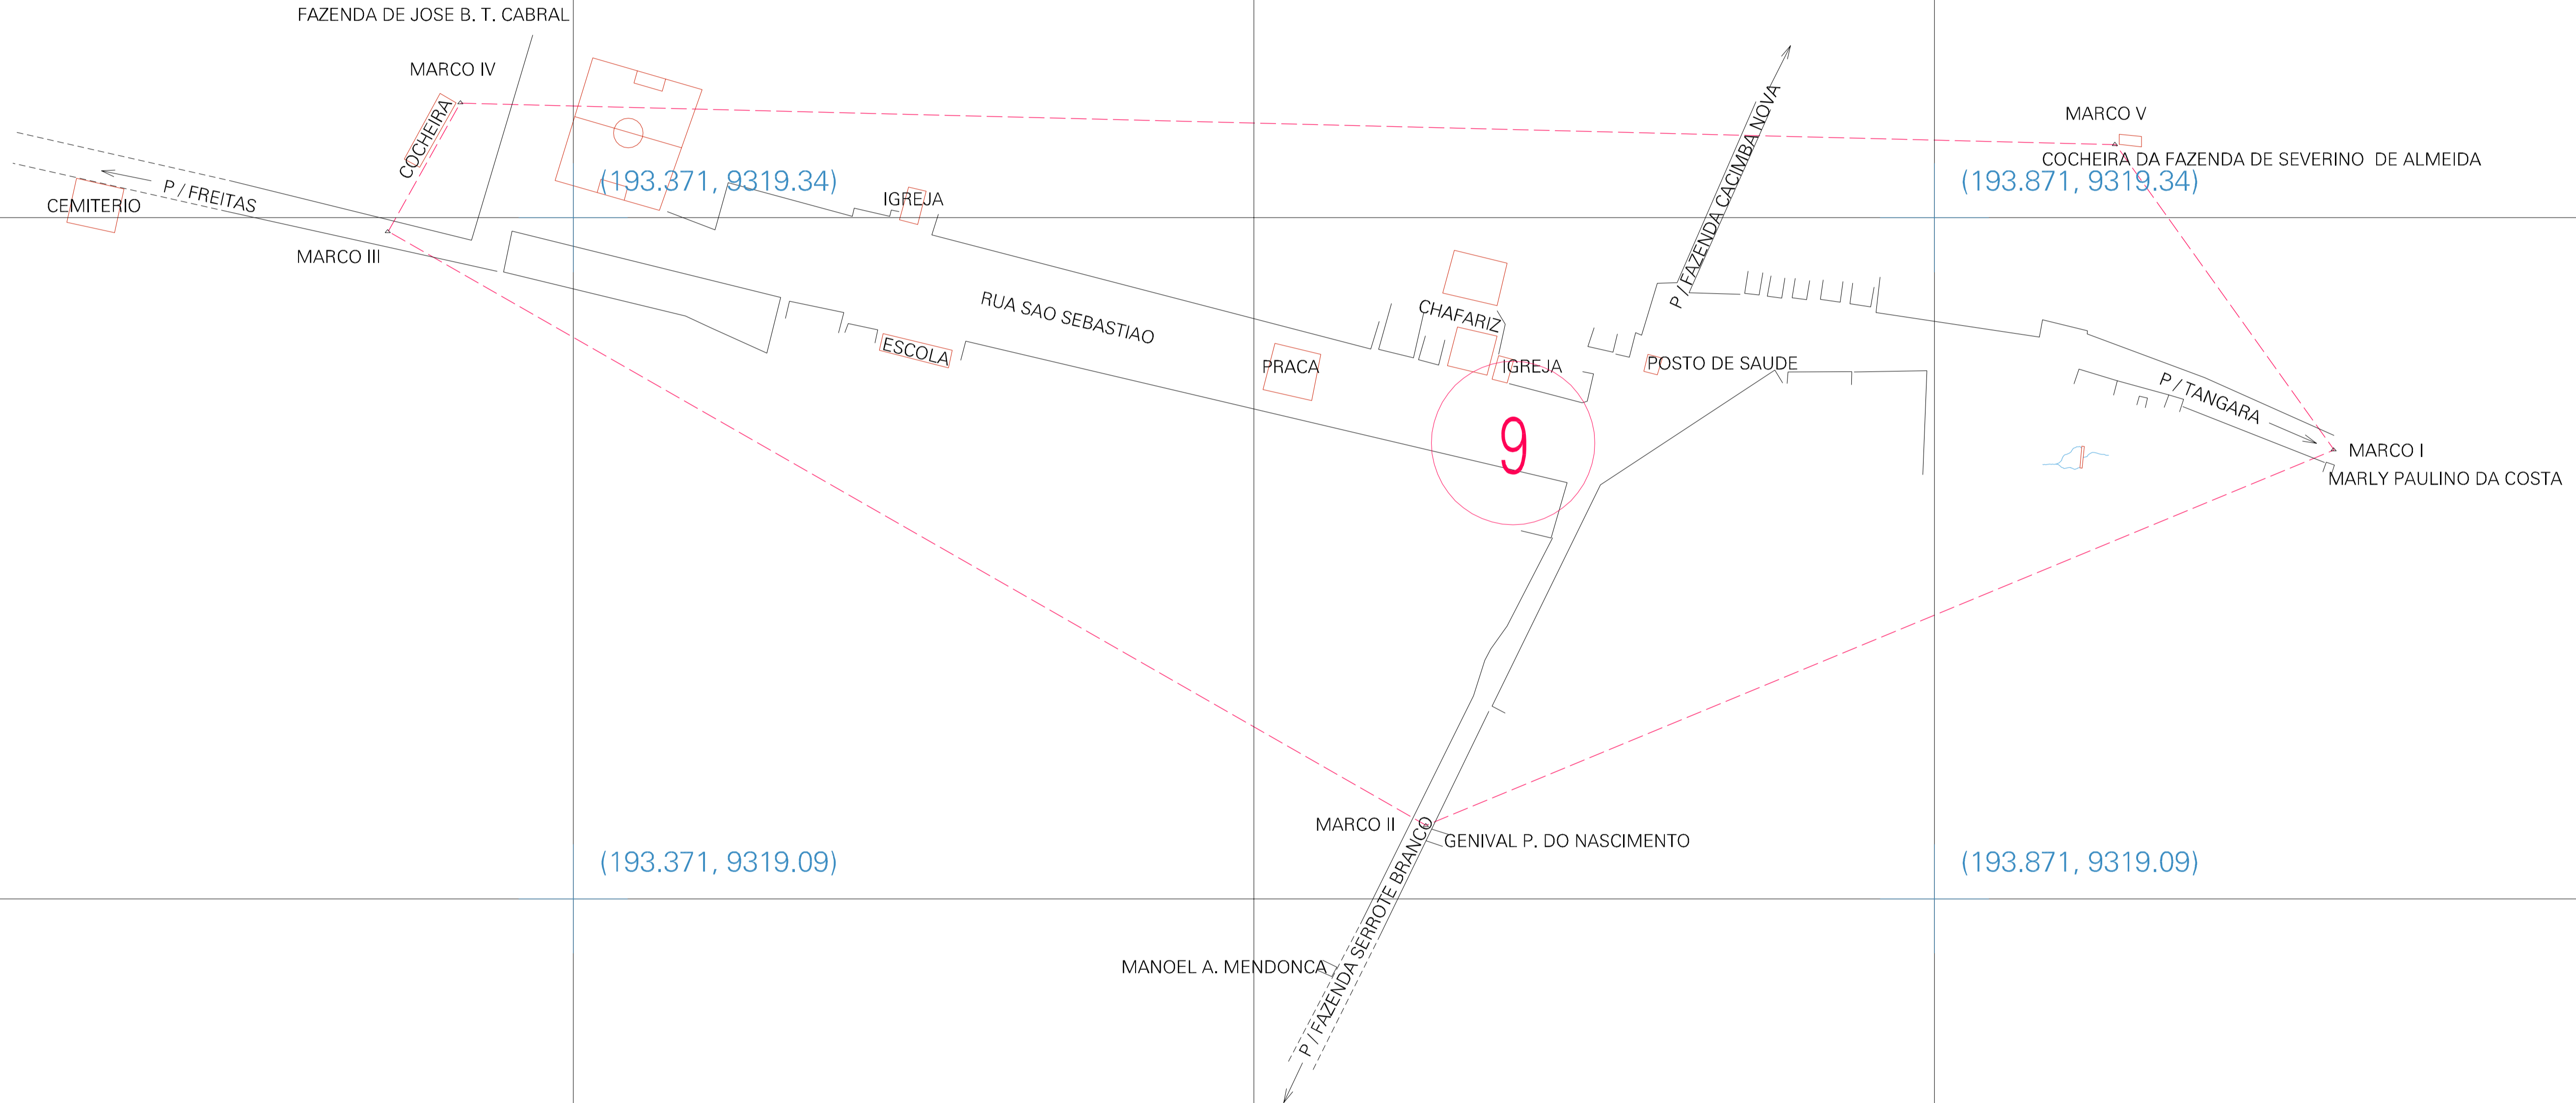 FAZENDA DE JOSE B. T. CABRAL
MARCO IV
COCHEIRA
MARCO V
COCHEIRA DA FAZENDA DE SEVERINO  DE ALMEIDA
(193.371, 9319.34)
(193.871, 9319.34)
P / FREITAS
CEMITERIO
IGREJA
P / FAZENDA CACIMBA NOVA
MARCO III
RUA SAO SEBASTIAO
CHAFARIZ
ESCOLA
PRACA
IGREJA
POSTO DE SAUDE
P / TANGARA
9
MARCO I
MARLY PAULINO DA COSTA
MARCO II
GENIVAL P. DO NASCIMENTO
(193.371, 9319.09)
(193.871, 9319.09)
P / FAZENDA SERROTE BRANCO
MANOEL A. MENDONCA